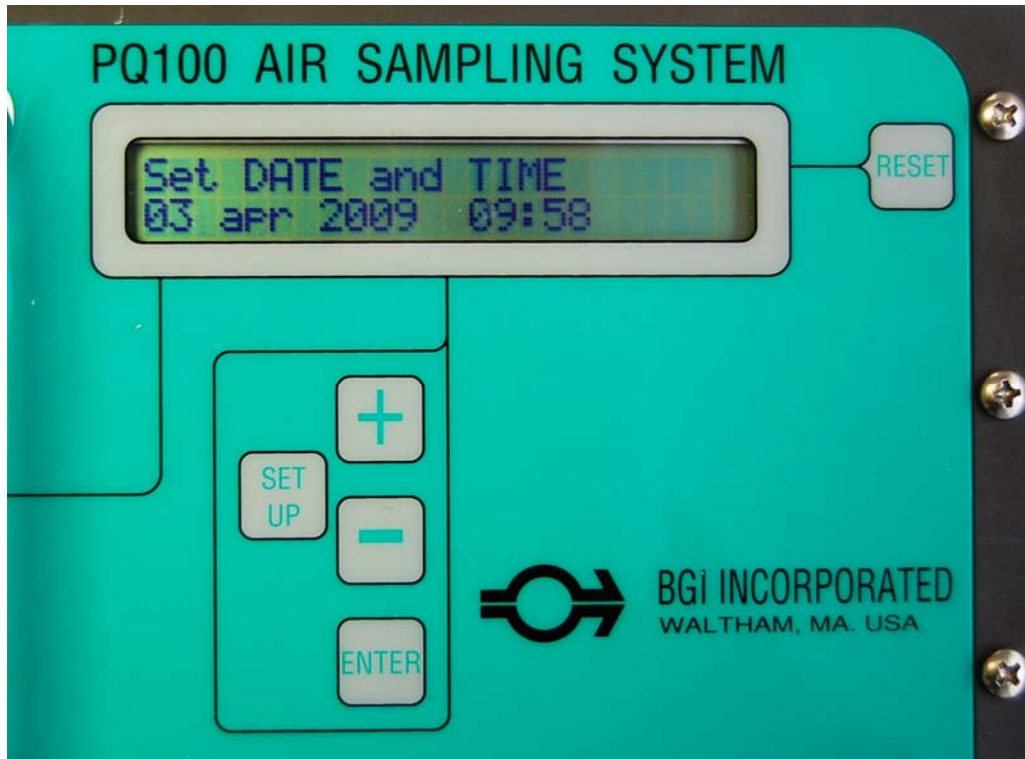 PQ100 AIR SAMPLING SYSTEM
Set DATE and TIME
03 apr 2009 09:58
RESET
+
SET
UP
-
ENTER
BGI INCORPORATED
WALTHAM, MA. USA